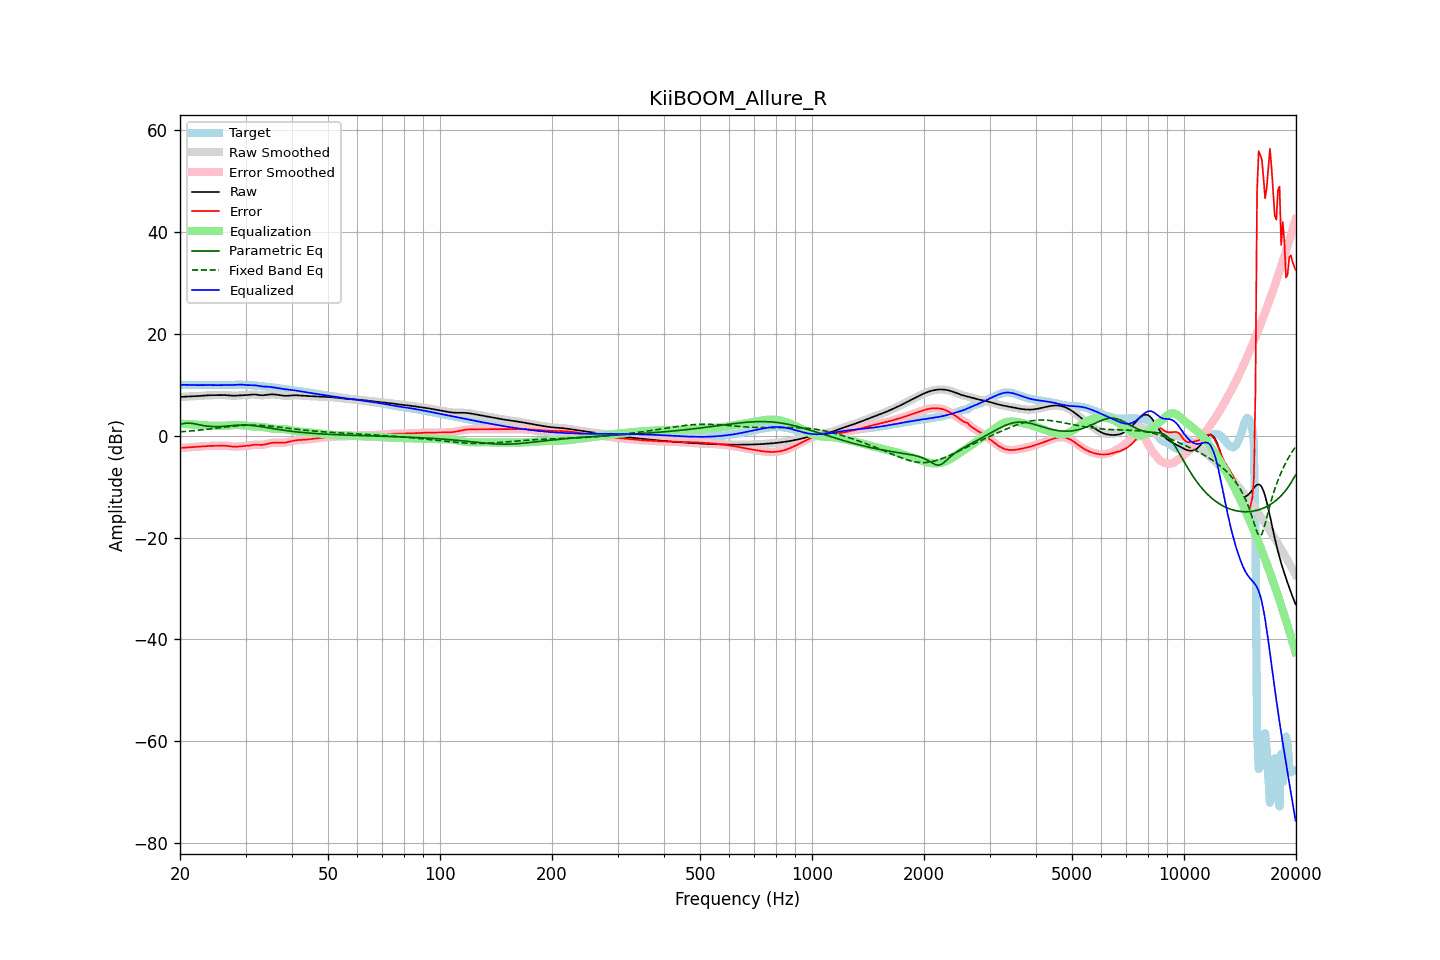 KiiBOOM_Allure_R
Target
Raw Smoothed
Error Smoothed
Raw
Error
Equalization
Parametric Eq
Fixed Band Eq
Equalized
60
40
20
0
−20
−40
−60
−80
Amplitude (dBr)
20
50
100
200
500
1000
2000
5000
10000
20000
Frequency (Hz)